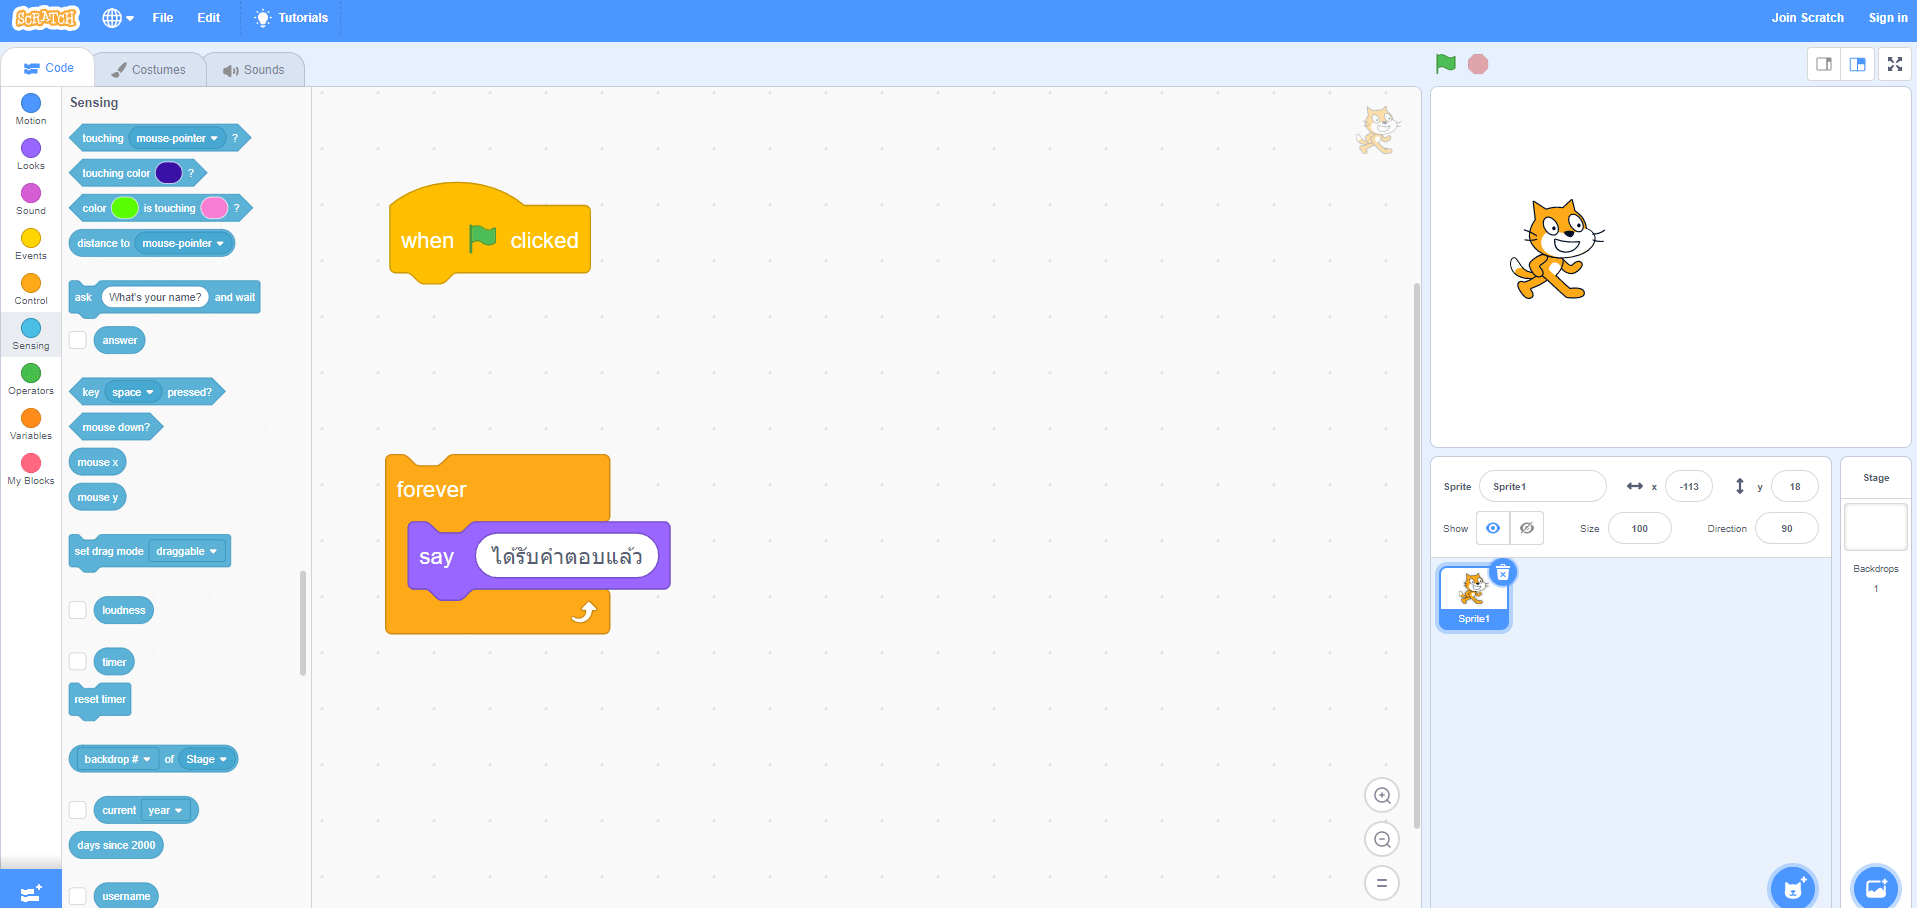 SCRATCH File Edit Tutorials Join Scratch Sign in
Code Costumes Sounds
Motion
Looks
Sound
Events
Control
Sensing
Operators
Variables
My Blocks
Sensing
touching mouse-pointer ?
touching color ?
color is touching ?
distance to mouse-pointer
ask What's your name? and wait
answer
key space pressed?
mouse down?
mouse x
mouse y
set drag mode draggable
loudness
timer
reset timer
backdrop # of Stage
current year
days since 2000
username
when clicked
forever
say ได้รับคำตอบแล้ว
Sprite Sprite1 x -113 y 18
Show Size 100 Direction 90
Sprite1
Stage
Backdrops
1